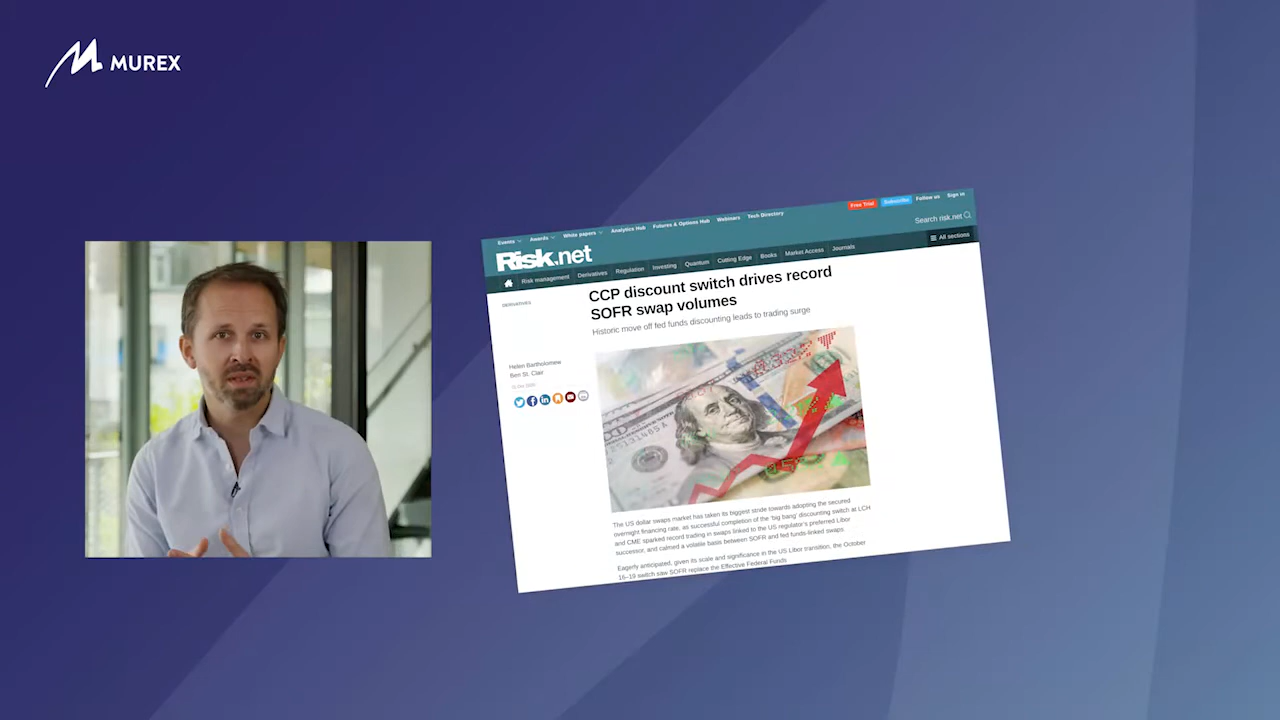 MUREX
Free Trial
Subscribe
Follow us
Sign in
Events
Awards
White papers
Analytics Hub
Futures & Options Hub
Webinars
Tech Directory
Search risk.net
Risk.net
Risk management
Derivatives
Regulation
Investing
Quantum
Cutting Edge
Books
Market Access
Journals
All sections
DERIVATIVES
CCP discount switch drives record
SOFR swap volumes
Historic move off fed funds discounting leads to trading surge
Helen Bartholomew
Ben St. Clair
The US dollar swaps market has taken its biggest stride towards adopting the secured
overnight financing rate, as successful completion of the 'big bang' discounting switch at LCH
and CME sparked record trading in swaps linked to the US regulator's preferred Libor
successor, and calmed a volatile basis between SOFR and fed funds-linked swaps
Eagerly anticipated, given its scale and significance in the US Libor transition, the October
16–19 switch saw SOFR replace the Effective Federal Funds